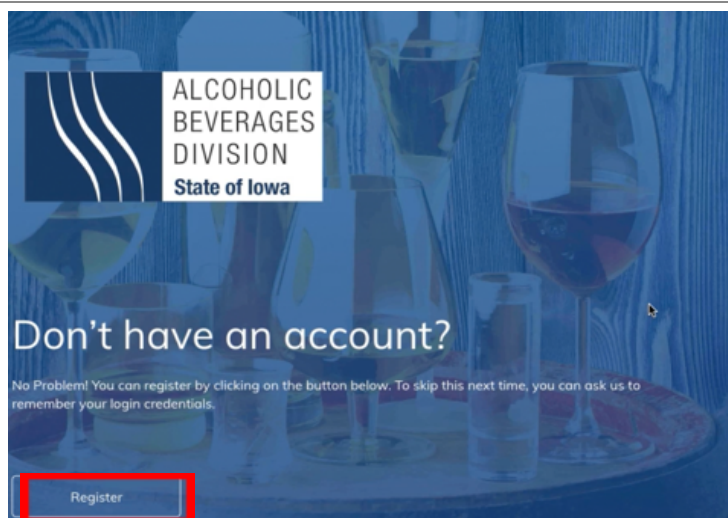 ALCOHOLIC
BEVERAGES
DIVISION
State of Iowa
Don't have an account?
No Problem! You can register by clicking on the button below. To skip this next time, you can ask us to
remember your login credentials.
Register